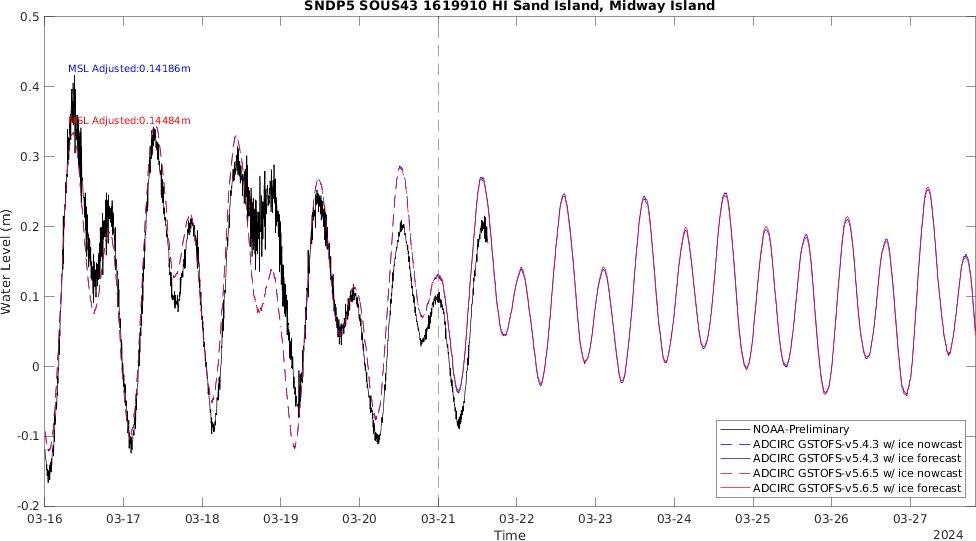 SNDP5 SOUS43 1619910 HI Sand Island, Midway Island
0.5
0.4
0.3
0.2
0.1
0
-0.1
-0.2
Water Level (m)
MSL Adjusted:0.14186m
MSL Adjusted:0.14484m
NOAA-Preliminary
ADCIRC GSTOFS-v5.4.3 w/ ice nowcast
ADCIRC GSTOFS-v5.4.3 w/ ice forecast
ADCIRC GSTOFS-v5.6.5 w/ ice nowcast
ADCIRC GSTOFS-v5.6.5 w/ ice forecast
03-16 03-17 03-18 03-19 03-20 03-21 03-22 03-23 03-24 03-25 03-26 03-27
Time
2024